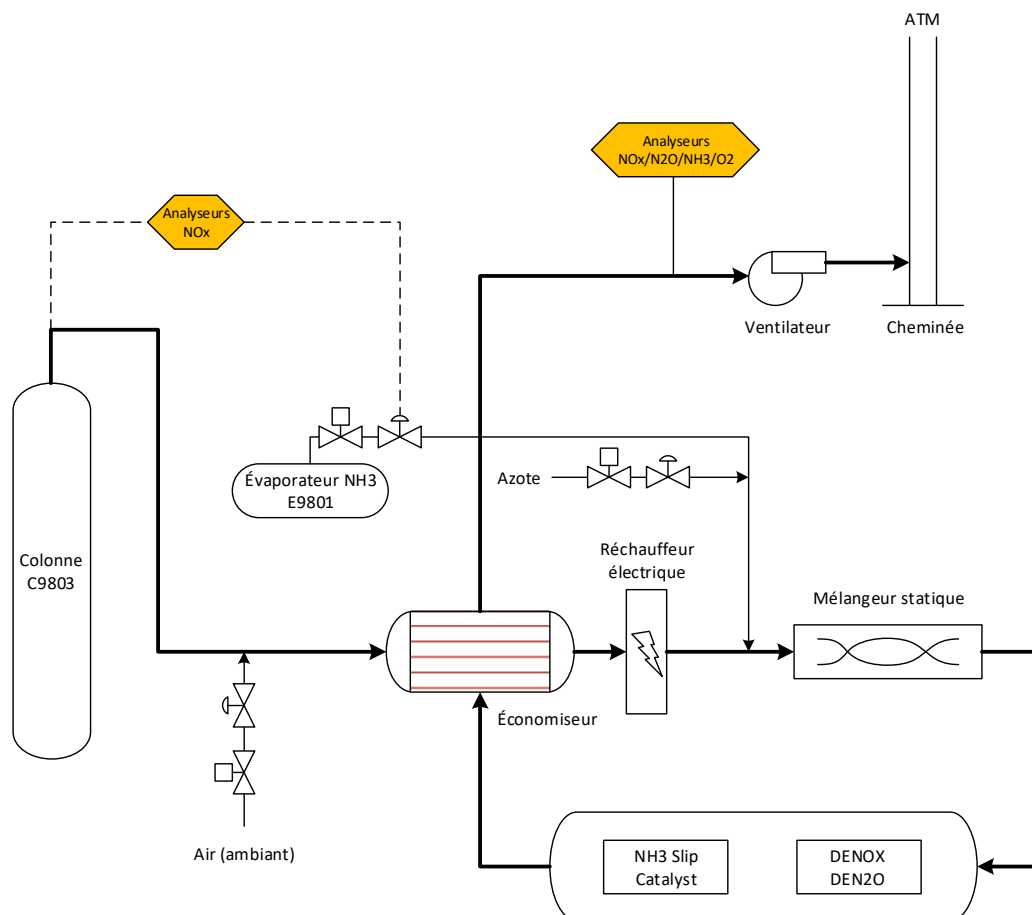 ATM
Analyseurs
NOx/N2O/NH3/O2
Analyseurs
NOx
Ventilateur
Cheminée
Évaporateur NH3
E9801
Azote
Colonne
C9803
Réchauffeur
électrique
Mélangeur statique
Économiseur
Air (ambiant)
NH3 Slip
Catalyst
DENOX
DEN2O